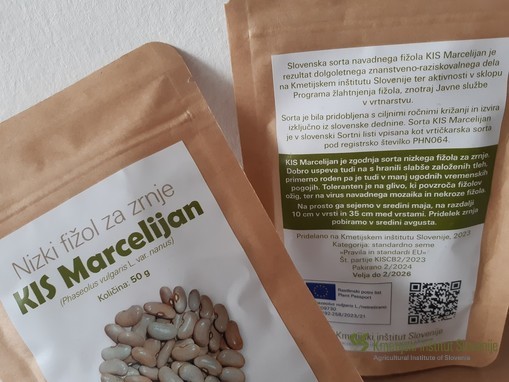 Nizki fižol za zrnje
KIS Marcelijan
(Phaseolus vulgaris L. var. nanus)
Količina: 50 g
Slovenska sorta navadnega fižola KIS Marcelijan je
rezultat dolgoletnega znanstveno-raziskovalnega dela
na Kmetijskem inštitutu Slovenije ter aktivnosti v sklopu
Programa žlahtnjenja fižola, znotraj Javne službe
v vrtnarstvu.
Sorta je bila pridobljena s ciljnimi ročnimi križanji in izvira
izključno iz slovenske dednine. Sorta KIS Marcelijan
je v slovenski Sortni listi vpisana kot vrtičkarska sorta
pod registrsko številko PHN064.
KIS Marcelijan je zgodnja sorta nizkega fižola za zrnje.
Dobro uspeva tudi na s hranili slabše založenih tleh,
primerno roden pa je tudi v manj ugodnih vremenskih
pogojih. Toleranten je na glivo, ki povzroča fižolov
ožig, ter na virus navadnega mozaika in nekroze fižola.
Na prosto ga sejemo v sredini maja, na razdaljo
10 cm v vrsti in 35 cm med vrstami. Pridelek zrnja
pobiramo v sredini avgusta.
Pridelano na Kmetijskem inštitutu Slovenije, 2023
Kategorija: standardno seme
»Pravila in standardi EU«
Št. partije KISCB2/2023
Pakirano 2/2024
Velja do 2/2026
Rastlinski potni list
Plant Passport
Kmetijski inštitut Slovenije
Kmetijski inštitut Slovenije
Agricultural Institute of Slovenia